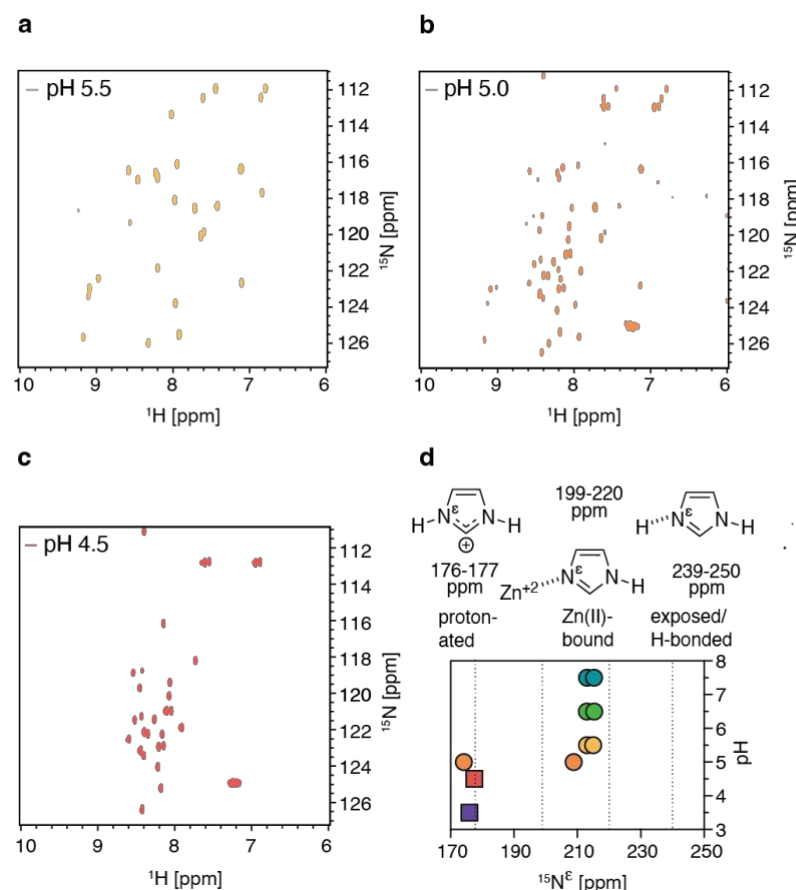 a
pH 5.5
112
114
116
118
120
122
124
126
¹⁵N [ppm]
10 9 8 7 6
¹H [ppm]
b
pH 5.0
112
114
116
118
120
122
124
126
¹⁵N [ppm]
10 9 8 7 6
¹H [ppm]
c
pH 4.5
112
114
116
118
120
122
124
126
¹⁵N [ppm]
10 9 8 7 6
¹H [ppm]
d
H N ε N H ⊕
176-177
ppm
proton-
ated
199-220
ppm
Zn⁺² N ε N H
Zn(II)-
bound
H N ε N H
239-250
ppm
exposed/
H-bonded
8
7
6
5
4
3
pH
170 190 210 230 250
¹⁵Nᵋ [ppm]